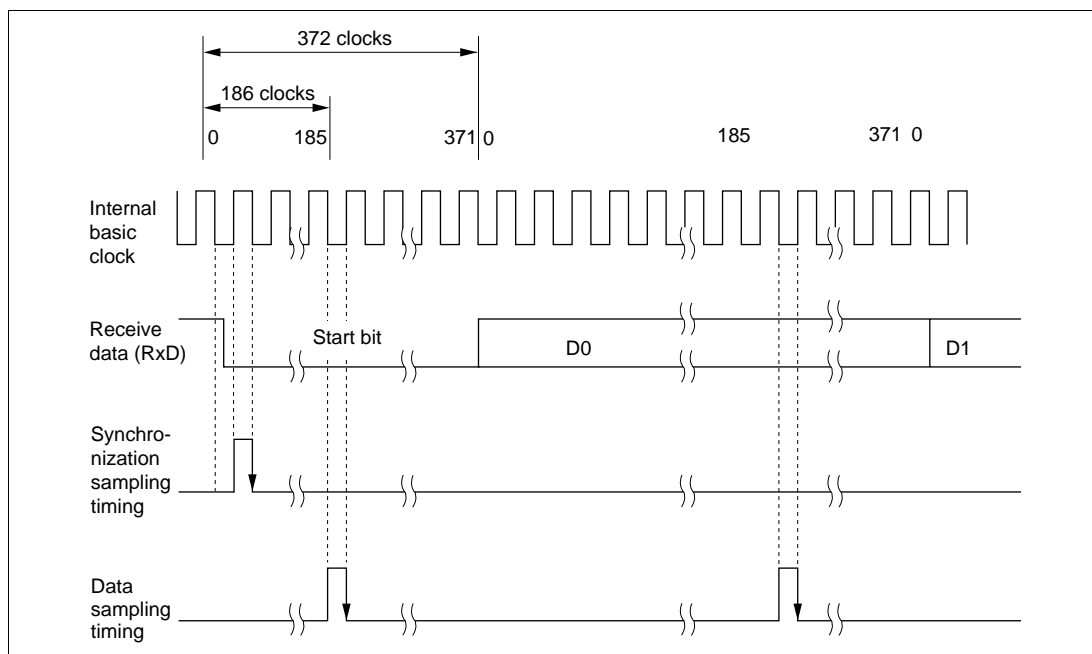 372 clocks
186 clocks
0 185 371 0 185 371 0
Internal
basic
clock
Receive
data (RxD)
Start bit
D0
D1
Synchro-
nization
sampling
timing
Data
sampling
timing